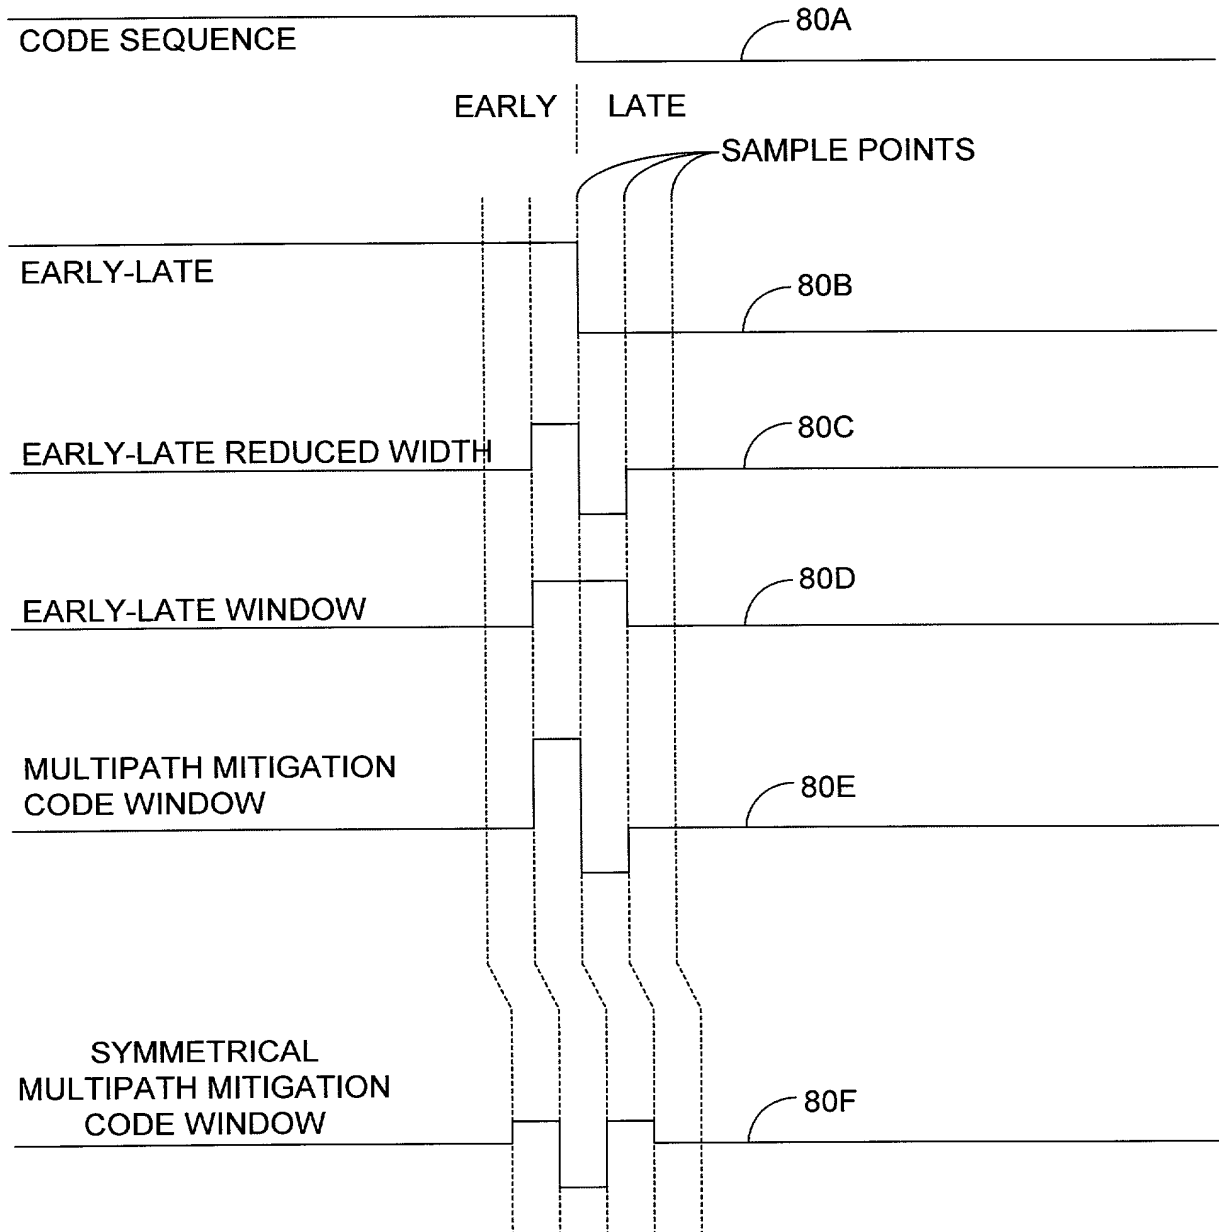 80A
CODE SEQUENCE
EARLY LATE
SAMPLE POINTS
EARLY-LATE
80B
80C
EARLY-LATE REDUCED WIDTH
80D
EARLY-LATE WINDOW
MULTIPATH MITIGATION
CODE WINDOW
80E
SYMMETRICAL
MULTIPATH MITIGATION
CODE WINDOW
80F